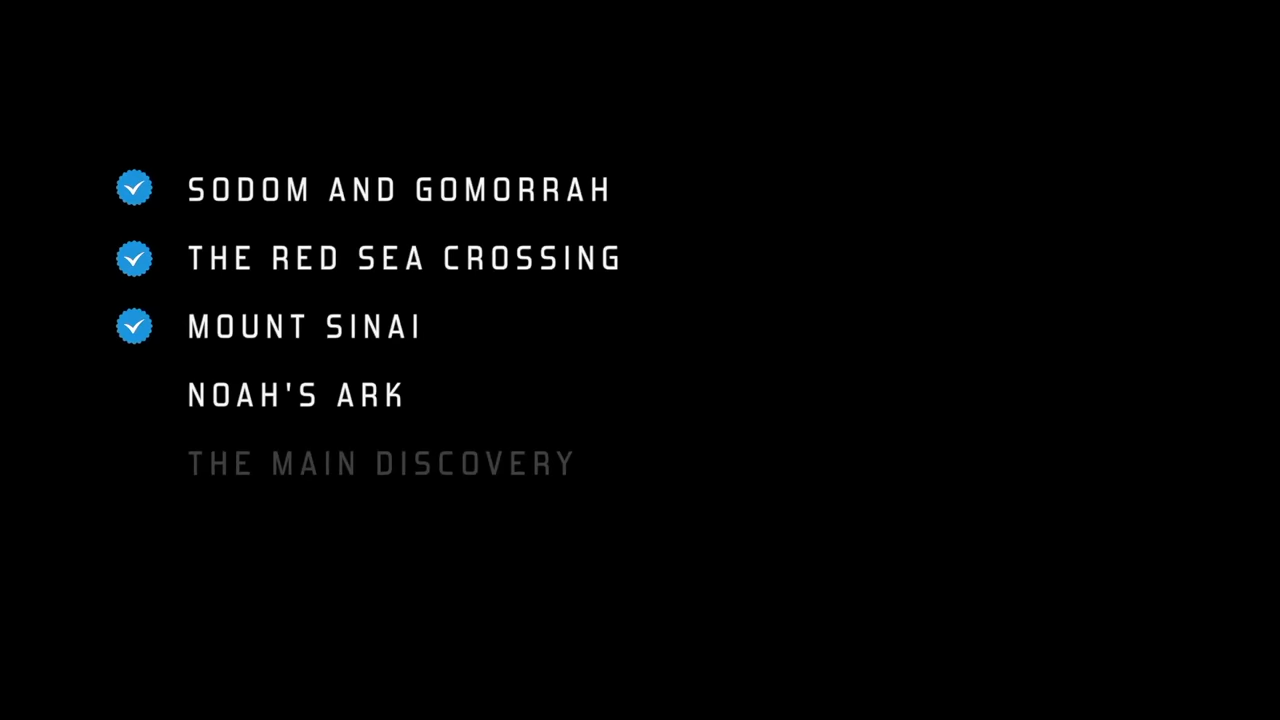 SODOM AND GOMORRAH
THE RED SEA CROSSING
MOUNT SINAI
NOAH'S ARK
THE MAIN DISCOVERY